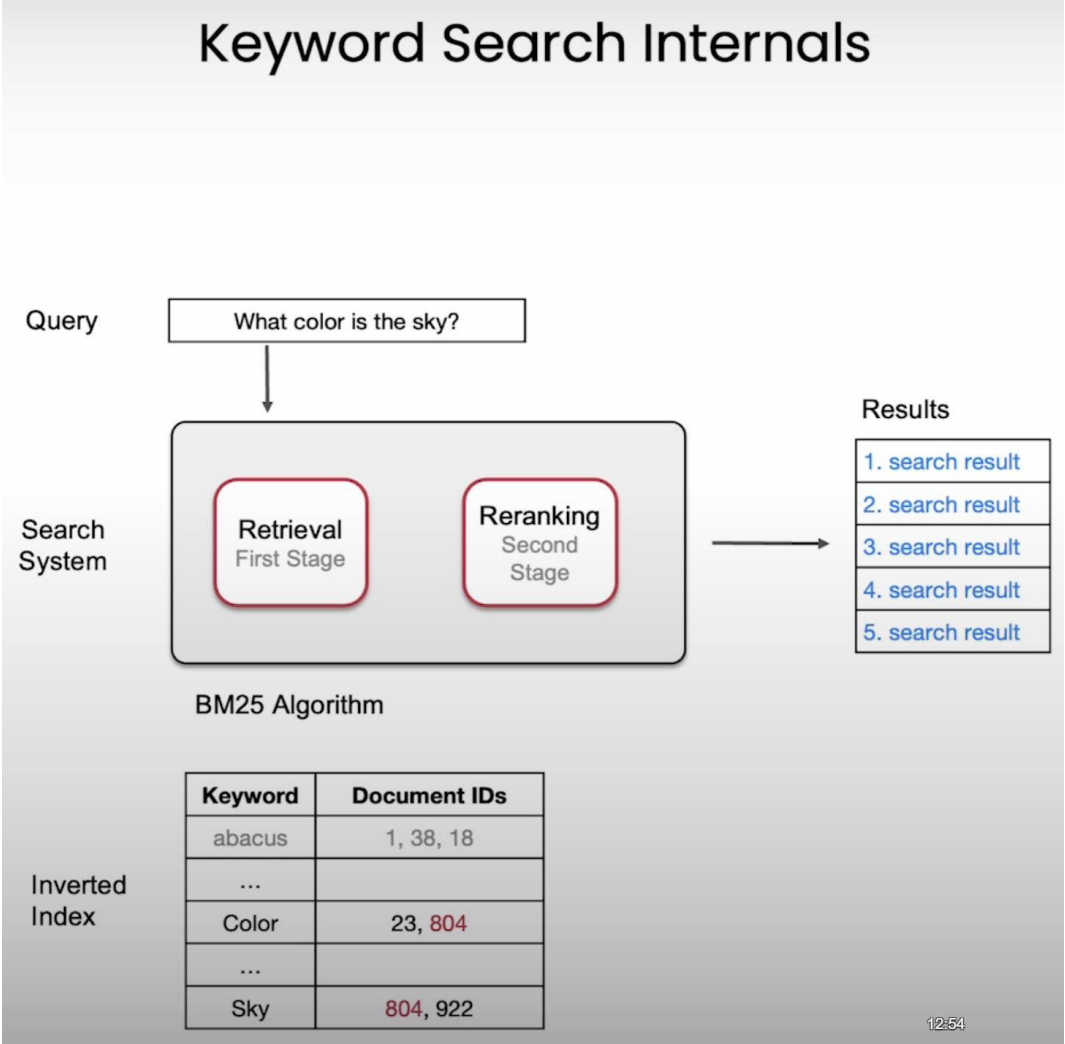 Keyword Search Internals
Query
What color is the sky?
Results
1. search result
2. search result
3. search result
4. search result
5. search result
Search
System
Retrieval
First Stage
Reranking
Second
Stage
BM25 Algorithm
Inverted
Index
Keyword Document IDs
abacus 1, 38, 18
...
Color 23, 804
...
Sky 804, 922
12:54